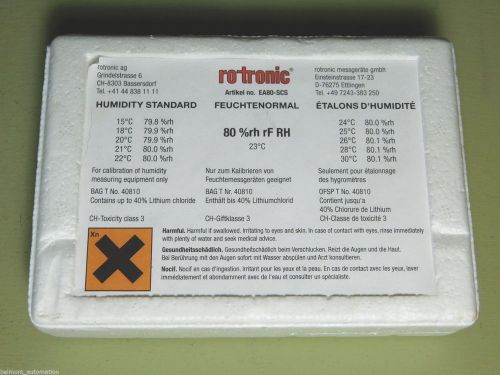 rotronic ag
Grindelstrasse 6
CH-8303 Bassersdorf
Tel. +41 44 838 11 11
rotronic
Artikel no. EA80-SCS
rotronic messgeräte gmbh
Einsteinstrasse 17-23
D-76275 Ettlingen
Tel. +49 7243-383 250
HUMIDITY STANDARD
FEUCHTENORMAL
ÉTALONS D'HUMIDITÉ
15°C 79.8 %rh
18°C 79.9 %rh
20°C 79.9 %rh
21°C 80.0 %rh
22°C 80.0 %rh
80 %rh rF RH
23°C
24°C 80.0 %rh
25°C 80.0 %rh
26°C 80.0 %rh
28°C 80.1 %rh
30°C 80.1 %rh
For calibration of humidity
measuring equipment only
Nur zum Kalibrieren von
Feuchtemessgeräten geeignet
Seulement pour étalonnage
des hygromètres
BAG T No. 40810
Contains up to 40% Lithium chloride
BAG T Nr. 40810
Enthält bis 40% Lithiumchlorid
OFSP T No. 40810
Contient jusqu'a
40% Chlorure de Lithium
CH-Toxicity class 3
CH-Giftklasse 3
CH-Classe de toxicité 3
Xn
Harmful. Harmful if swallowed. Irritating to eyes and skin. In case of contact with eyes, rinse immediately
with plenty of water and seek medical advice.
Gesundheitsschädlich. Gesundheitschädlich beim Verschlucken. Reizt die Augen und die Haut.
Bei Berührung mit den Augen sofort mit Wasser abspülen und Arzt konsultieren.
Nocif. Nocif en cas d'ingestion. Irritant pour les yeux et la peau. En cas de contact avec les yeux, laver
immédiatement et abondamment avec de l'eau et consulter un spécialiste.
belmont_automation